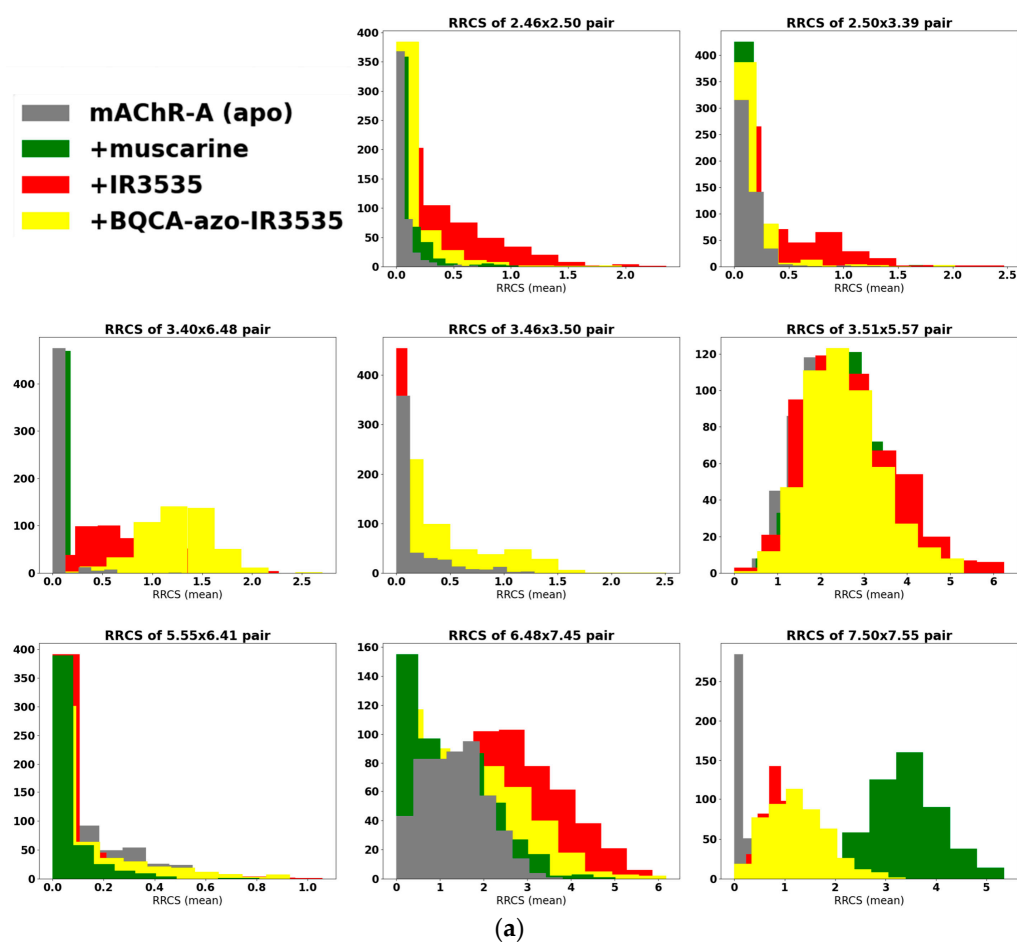 mAChR-A (apo)
+muscarine
+IR3535
+BQCA-azo-IR3535
RRCS of 2.46x2.50 pair
400
350
300
250
200
150
100
50
0
0.0 0.5 1.0 1.5 2.0
RRCS (mean)
RRCS of 2.50x3.39 pair
400
300
200
100
0
0.0 0.5 1.0 1.5 2.0 2.5
RRCS (mean)
RRCS of 3.40x6.48 pair
400
300
200
100
0
0.0 0.5 1.0 1.5 2.0 2.5
RRCS (mean)
RRCS of 3.46x3.50 pair
400
300
200
100
0
0.0 0.5 1.0 1.5 2.0 2.5
RRCS (mean)
RRCS of 3.51x5.57 pair
120
100
80
60
40
20
0
0 1 2 3 4 5 6
RRCS (mean)
RRCS of 5.55x6.41 pair
400
350
300
250
200
150
100
50
0
0.0 0.2 0.4 0.6 0.8 1.0
RRCS (mean)
RRCS of 6.48x7.45 pair
160
140
120
100
80
60
40
20
0
0 1 2 3 4 5 6
RRCS (mean)
RRCS of 7.50x7.55 pair
250
200
150
100
50
0
0 1 2 3 4 5
RRCS (mean)
(a)